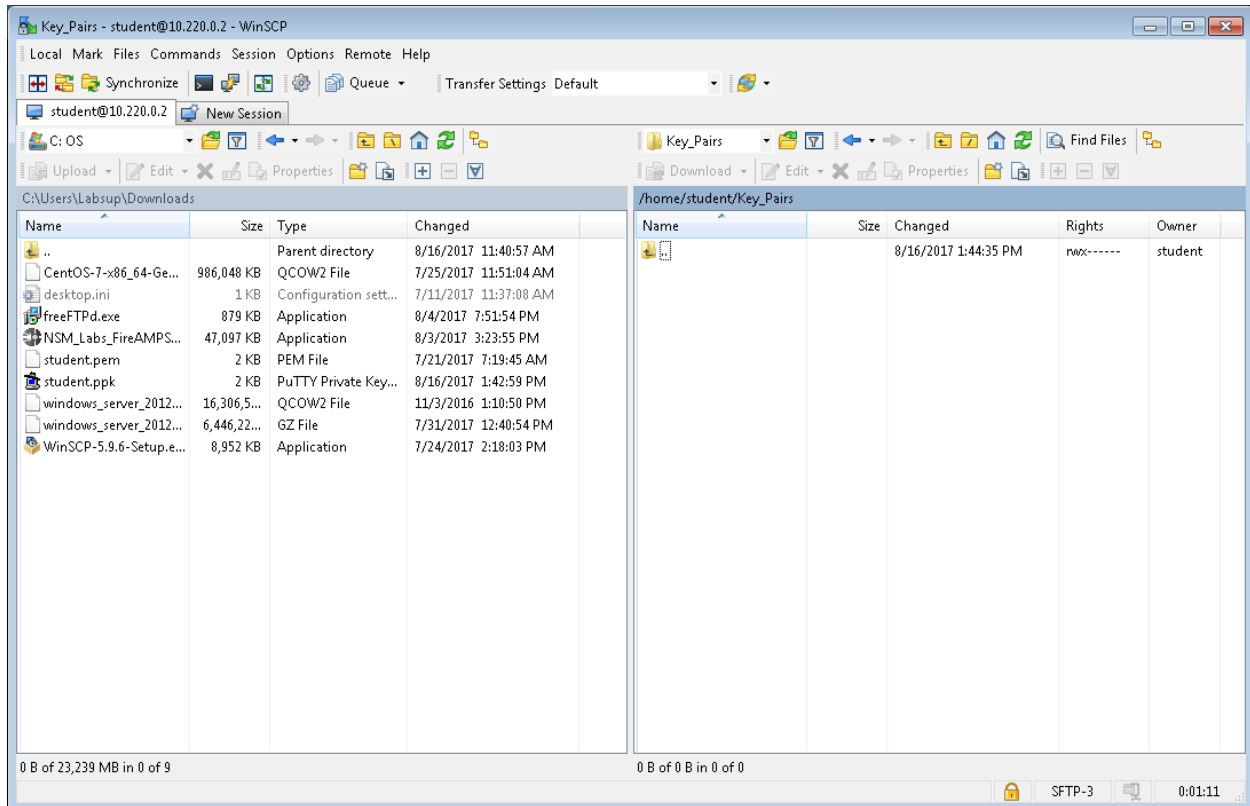 Key_Pairs - student@10.220.0.2 - WinSCP
Local Mark Files Commands Session Options Remote Help
Synchronize Queue Transfer Settings Default
student@10.220.0.2 New Session
C: OS Key_Pairs Find Files
Upload Edit Properties Download Edit Properties
C:\Users\Labsup\Downloads /home/student/Key_Pairs
Name Size Type Changed Name Size Changed Rights Owner
.. Parent directory 8/16/2017 11:40:57 AM .. 8/16/2017 1:44:35 PM rwx------ student
CentOS-7-x86_64-Ge... 986,048 KB QCOW2 File 7/25/2017 11:51:04 AM
desktop.ini 1 KB Configuration sett... 7/11/2017 11:37:08 AM
freeFTPd.exe 879 KB Application 8/4/2017 7:51:54 PM
NSM_Labs_FireAMPS... 47,097 KB Application 8/3/2017 3:23:55 PM
student.pem 2 KB PEM File 7/21/2017 7:19:45 AM
student.ppk 2 KB PuTTY Private Key... 8/16/2017 1:42:59 PM
windows_server_2012... 16,306,5... QCOW2 File 11/3/2016 1:10:50 PM
windows_server_2012... 6,446,22... GZ File 7/31/2017 12:40:54 PM
WinSCP-5.9.6-Setup.e... 8,952 KB Application 7/24/2017 2:18:03 PM
0 B of 23,239 MB in 0 of 9 0 B of 0 B in 0 of 0
SFTP-3 0:01:11